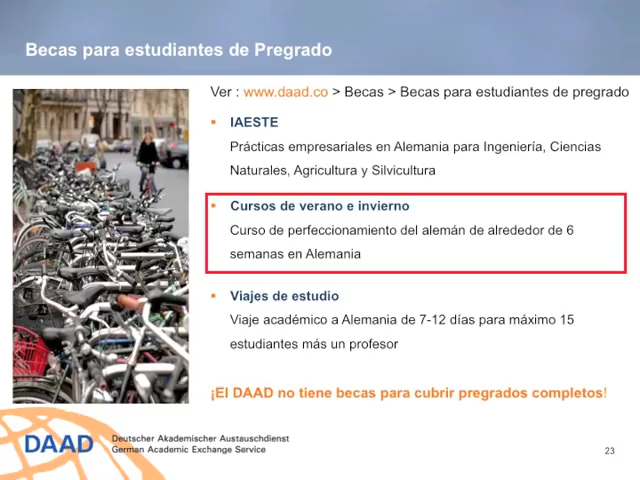 Becas para estudiantes de Pregrado
Ver : www.daad.co > Becas > Becas para estudiantes de pregrado
▪ IAESTE
Prácticas empresariales en Alemania para Ingeniería, Ciencias
Naturales, Agricultura y Silvicultura
▪ Cursos de verano e invierno
Curso de perfeccionamiento del alemán de alrededor de 6
semanas en Alemania
▪ Viajes de estudio
Viaje académico a Alemania de 7-12 días para máximo 15
estudiantes más un profesor
¡El DAAD no tiene becas para cubrir pregrados completos!
DAAD
Deutscher Akademischer Austauschdienst
German Academic Exchange Service
23